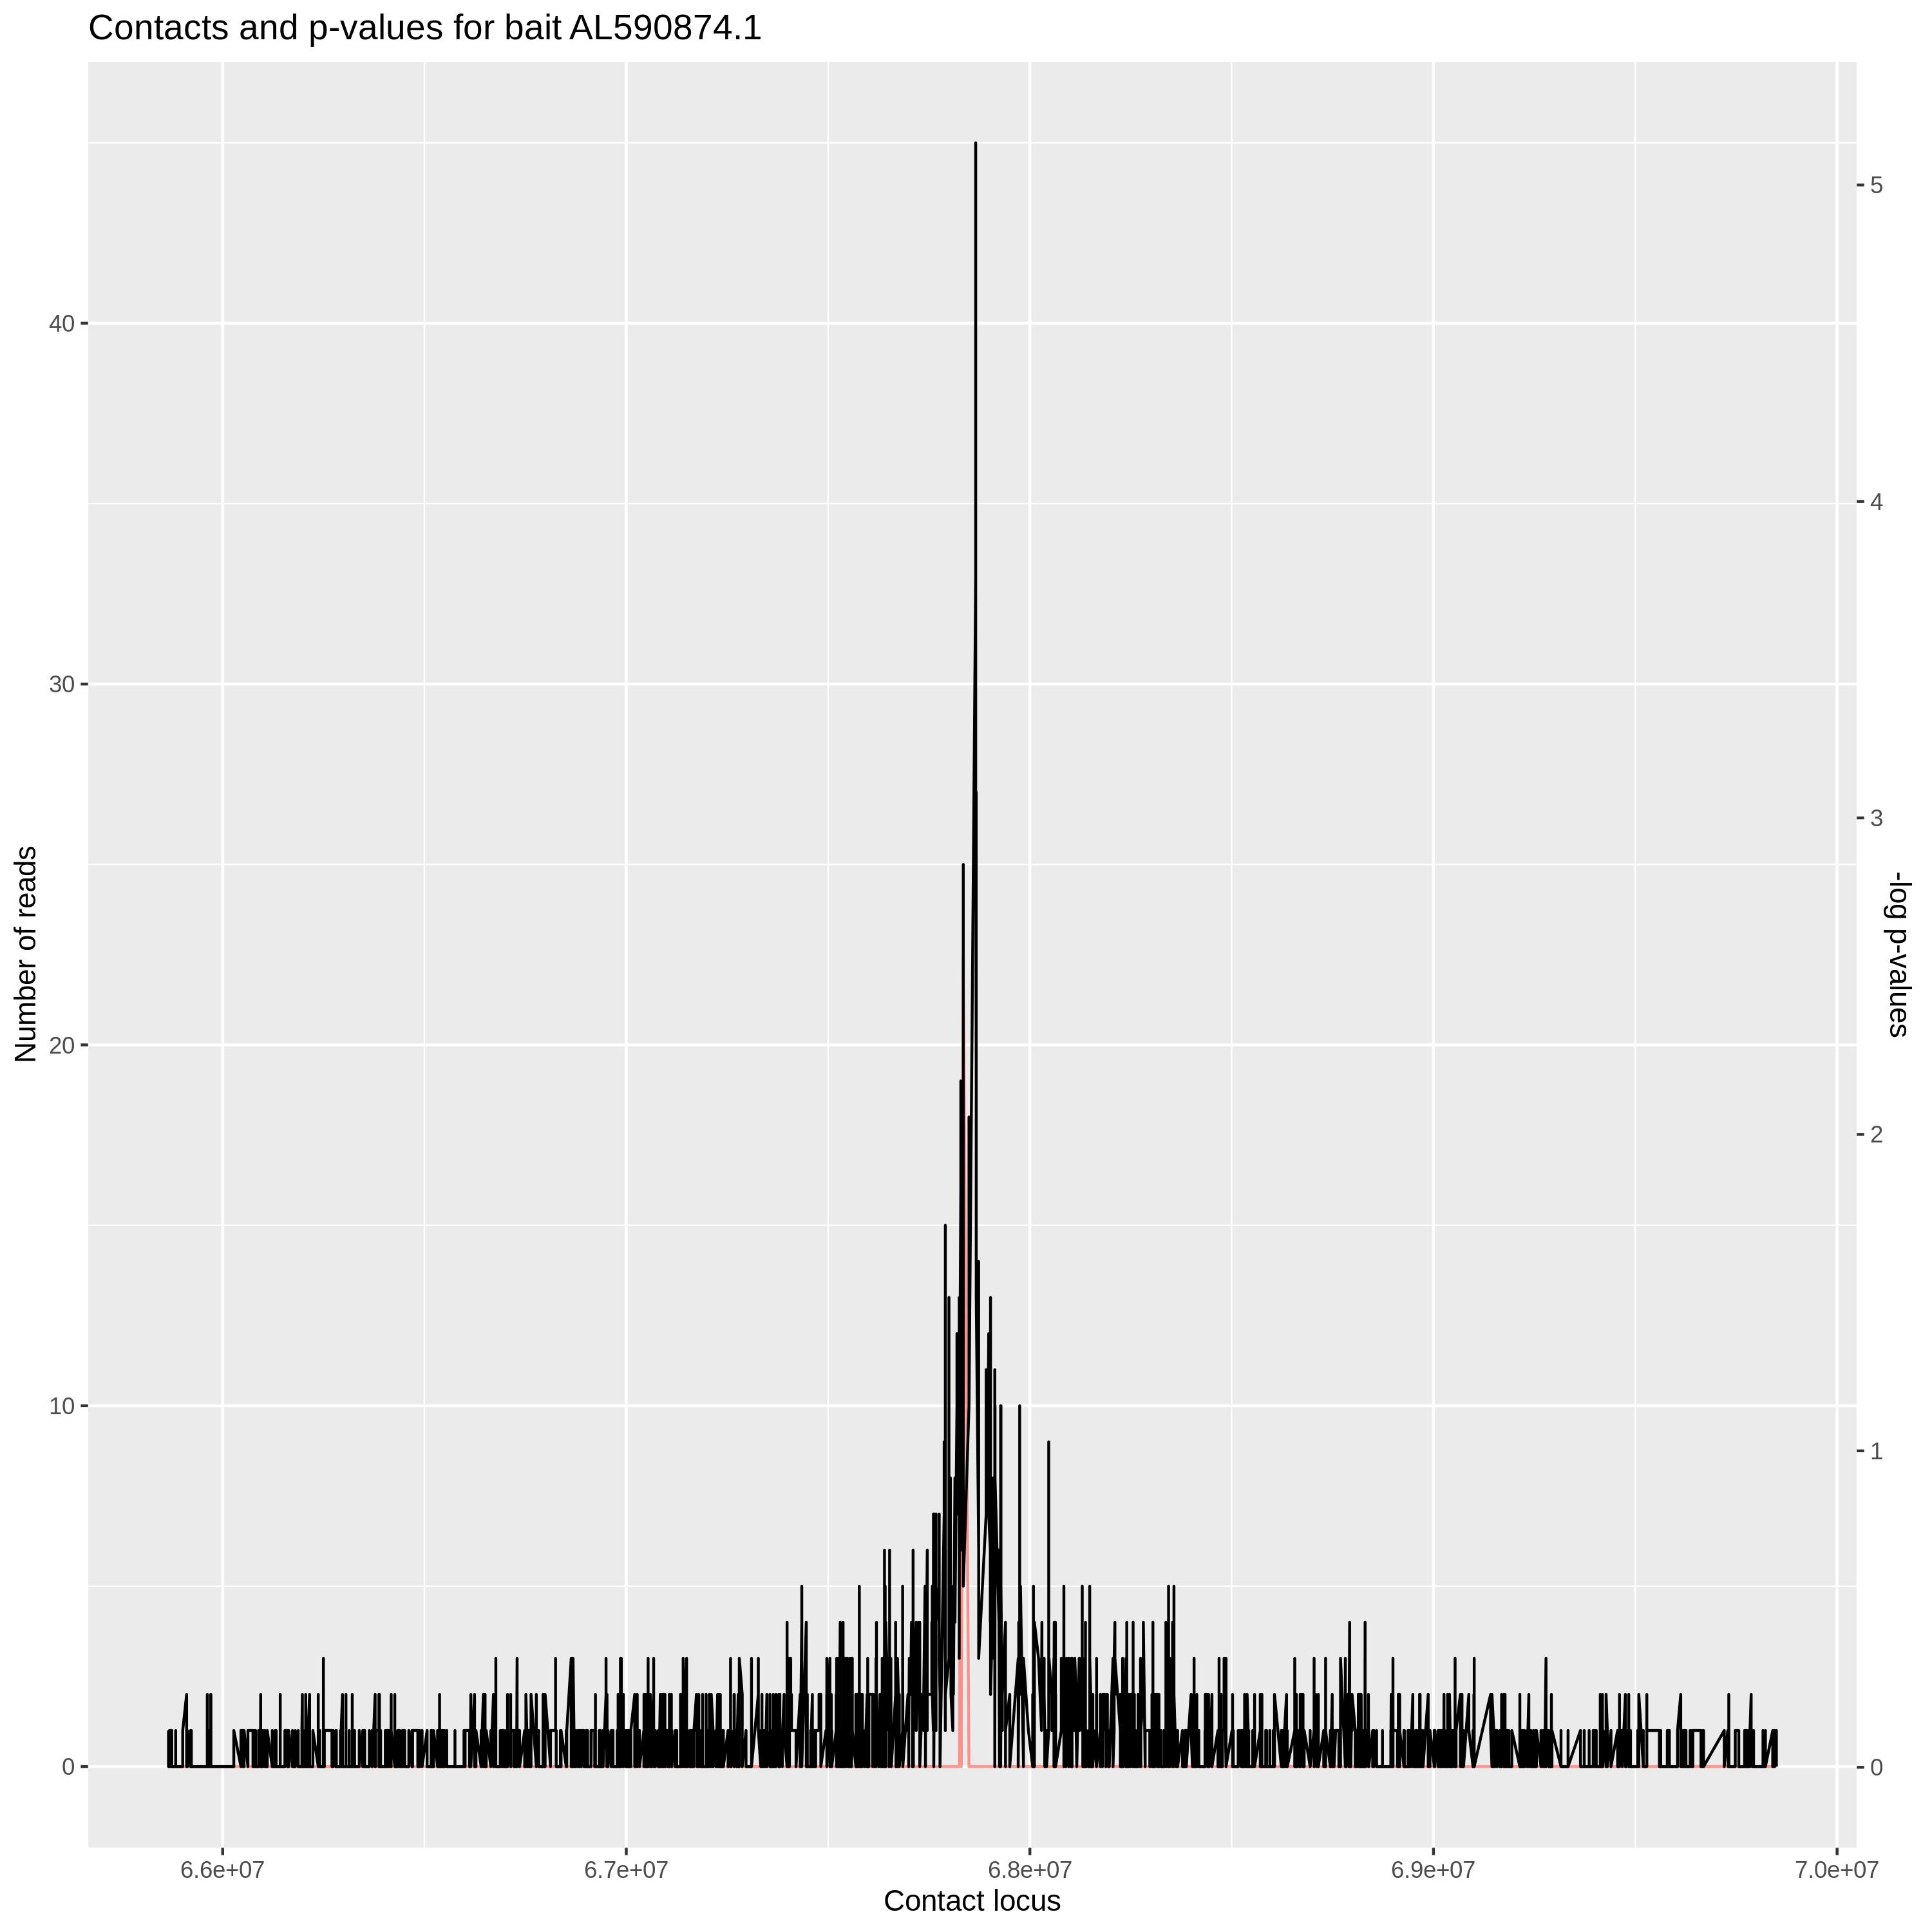 Contacts and p-values for bait AL590874.1
Number of reads
40
30
20
10
0
5
4
3
2
1
0
-log p-values
6.6e+07 6.7e+07 6.8e+07 6.9e+07 7.0e+07
Contact locus